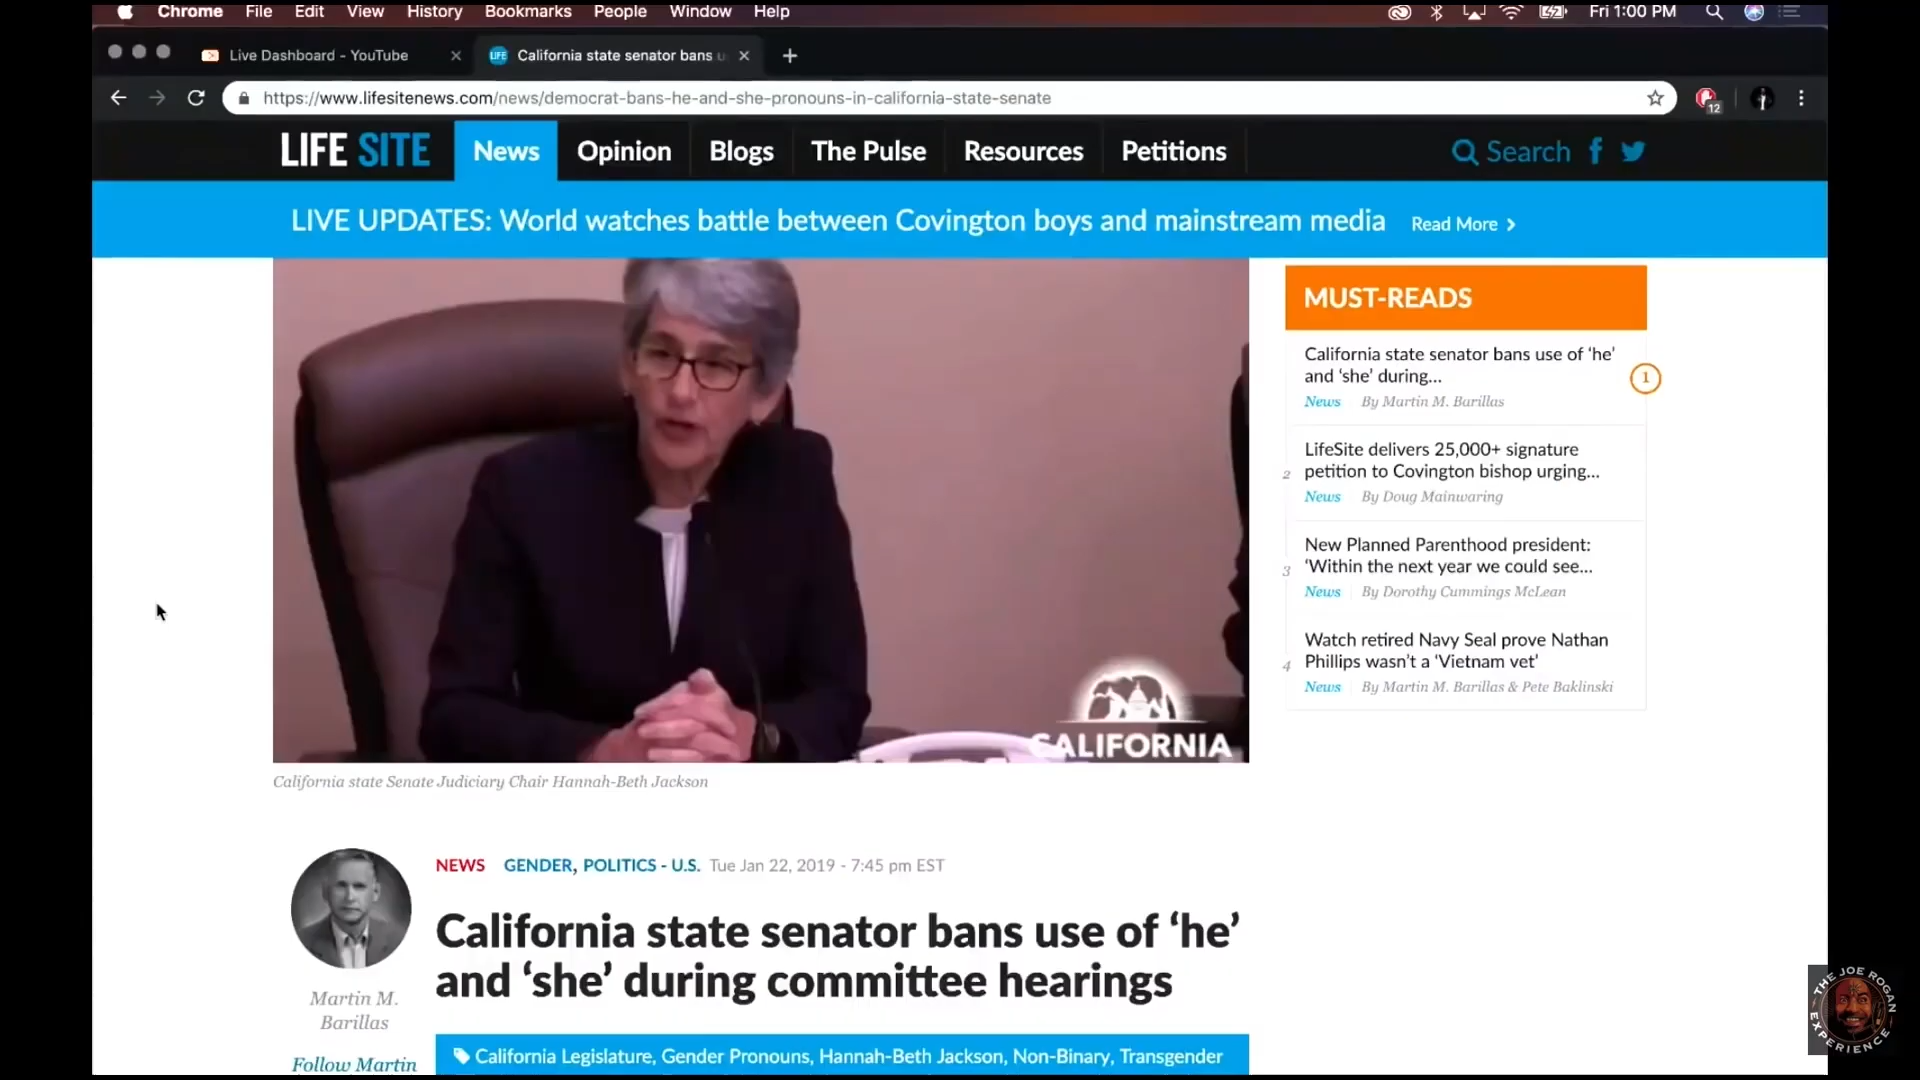 Chrome File Edit View History Bookmarks People Window Help Fri 1:00 PM
Live Dashboard - YouTube
LIFE California state senator bans u
https://www.lifesitenews.com/news/democrat-bans-he-and-she-pronouns-in-california-state-senate
12
LIFE SITE News Opinion Blogs The Pulse Resources Petitions Search
LIVE UPDATES: World watches battle between Covington boys and mainstream media Read More
CALIFORNIA
California state Senate Judiciary Chair Hannah-Beth Jackson
MUST-READS
California state senator bans use of ‘he’
and ‘she’ during...
1
News By Martin M. Barillas
LifeSite delivers 25,000+ signature
petition to Covington bishop urging...
2
News By Doug Mainwaring
New Planned Parenthood president:
‘Within the next year we could see...
3
News By Dorothy Cummings McLean
Watch retired Navy Seal prove Nathan
Phillips wasn’t a ‘Vietnam vet’
4
News By Martin M. Barillas & Pete Baklinski
NEWS GENDER, POLITICS - U.S. Tue Jan 22, 2019 - 7:45 pm EST
California state senator bans use of ‘he’
and ‘she’ during committee hearings
Martin M.
Barillas
Follow Martin
California Legislature, Gender Pronouns, Hannah-Beth Jackson, Non-Binary, Transgender
THE JOE ROGAN EXPERIENCE